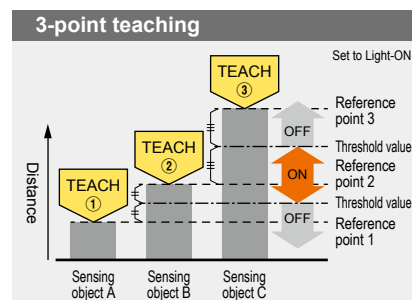 3-point teaching
Set to Light-ON
TEACH
③
Reference
point 3
OFF
TEACH
②
Threshold value
ON
Reference
point 2
TEACH
①
Threshold value
OFF
Reference
point 1
Distance
Sensing
object A
Sensing
object B
Sensing
object C